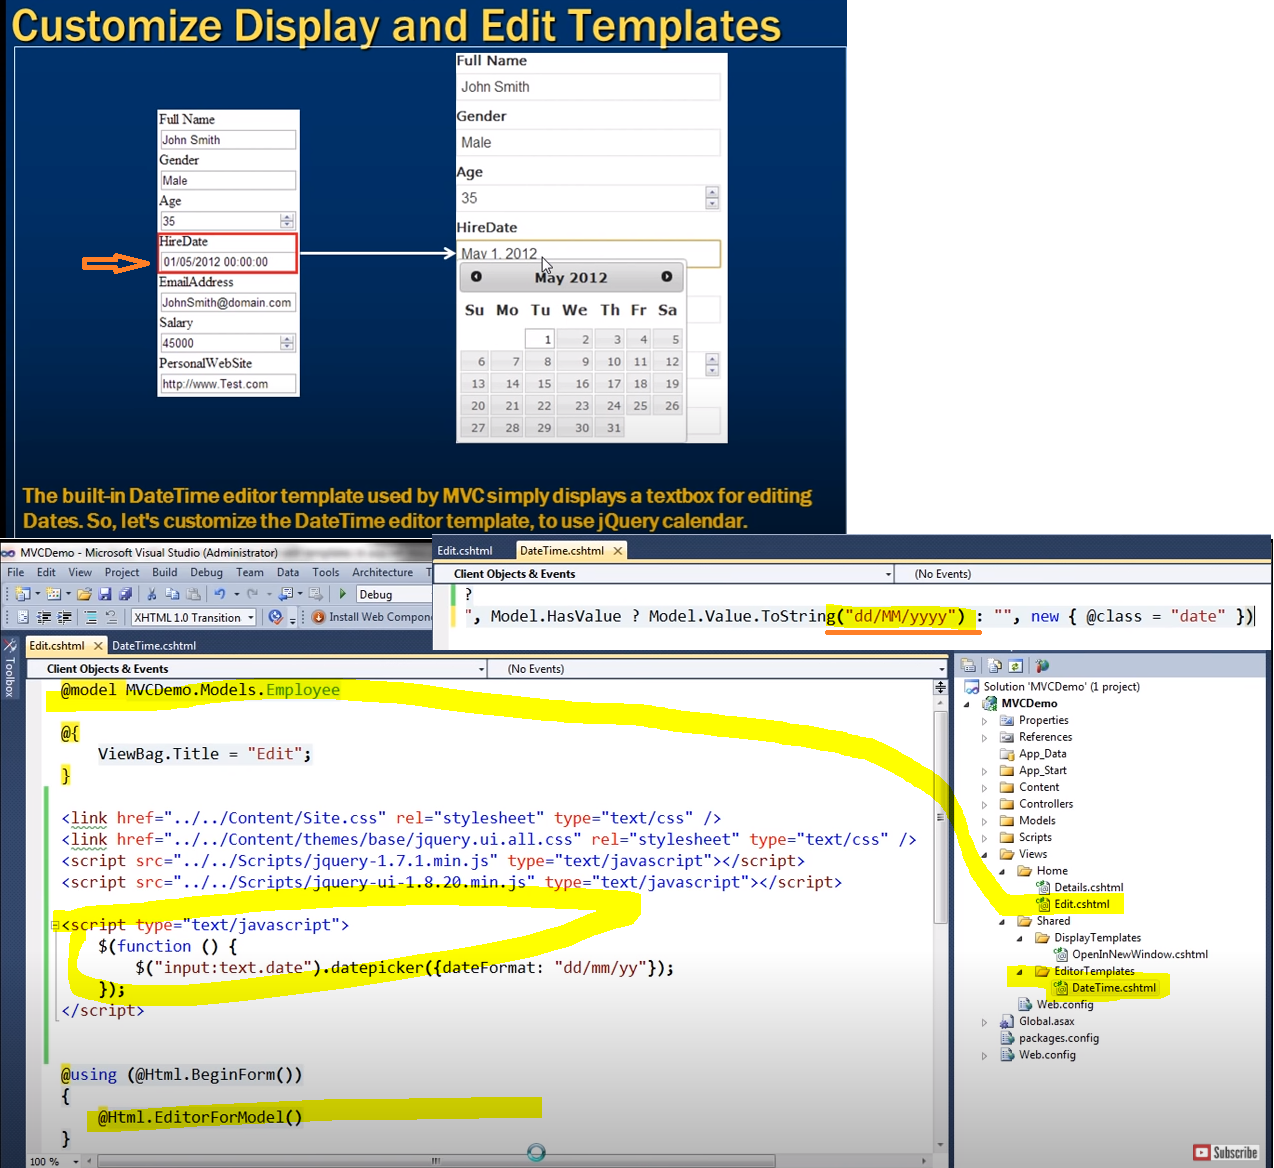 Customize Display and Edit Templates
Full Name
John Smith
Gender
Male
Age
35
HireDate
01/05/2012 00:00:00
EmailAddress
JohnSmith@domain.com
Salary
45000
PersonalWebSite
http://www.Test.com
Full Name
John Smith
Gender
Male
Age
35
HireDate
May 1, 2012
May 2012
Su Mo Tu We Th Fr Sa
1 2 3 4 5
6 7 8 9 10 11 12
13 14 15 16 17 18 19
20 21 22 23 24 25 26
27 28 29 30 31
The built-in DateTime editor template used by MVC simply displays a textbox for editing
Dates. So, let's customize the DateTime editor template, to use jQuery calendar.
MVCDemo - Microsoft Visual Studio (Administrator)
File Edit View Project Build Debug Team Data Tools Architecture T
Debug
XHTML 1.0 Transition
Install Web Compon
Edit.cshtml DateTime.cshtml
Client Objects & Events (No Events)
?
", Model.HasValue ? Model.Value.ToString("dd/MM/yyyy") : "", new { @class = "date" })
Toolbox
Edit.cshtml DateTime.cshtml
Client Objects & Events (No Events)
@model MVCDemo.Models.Employee
@{
ViewBag.Title = "Edit";
}
<link href="../../Content/Site.css" rel="stylesheet" type="text/css" />
<link href="../../Content/themes/base/jquery.ui.all.css" rel="stylesheet" type="text/css" />
<script src="../../Scripts/jquery-1.7.1.min.js" type="text/javascript"></script>
<script src="../../Scripts/jquery-ui-1.8.20.min.js" type="text/javascript"></script>
<script type="text/javascript">
$(function () {
$("input:text.date").datepicker({dateFormat: "dd/mm/yy"});
});
</script>
@using (@Html.BeginForm())
{
@Html.EditorForModel()
}
100 %
Solution 'MVCDemo' (1 project)
MVCDemo
Properties
References
App_Data
App_Start
Content
Controllers
Models
Scripts
Views
Home
Details.cshtml
Edit.cshtml
Shared
DisplayTemplates
OpenInNewWindow.cshtml
EditorTemplates
DateTime.cshtml
Web.config
Global.asax
packages.config
Web.config
Subscribe